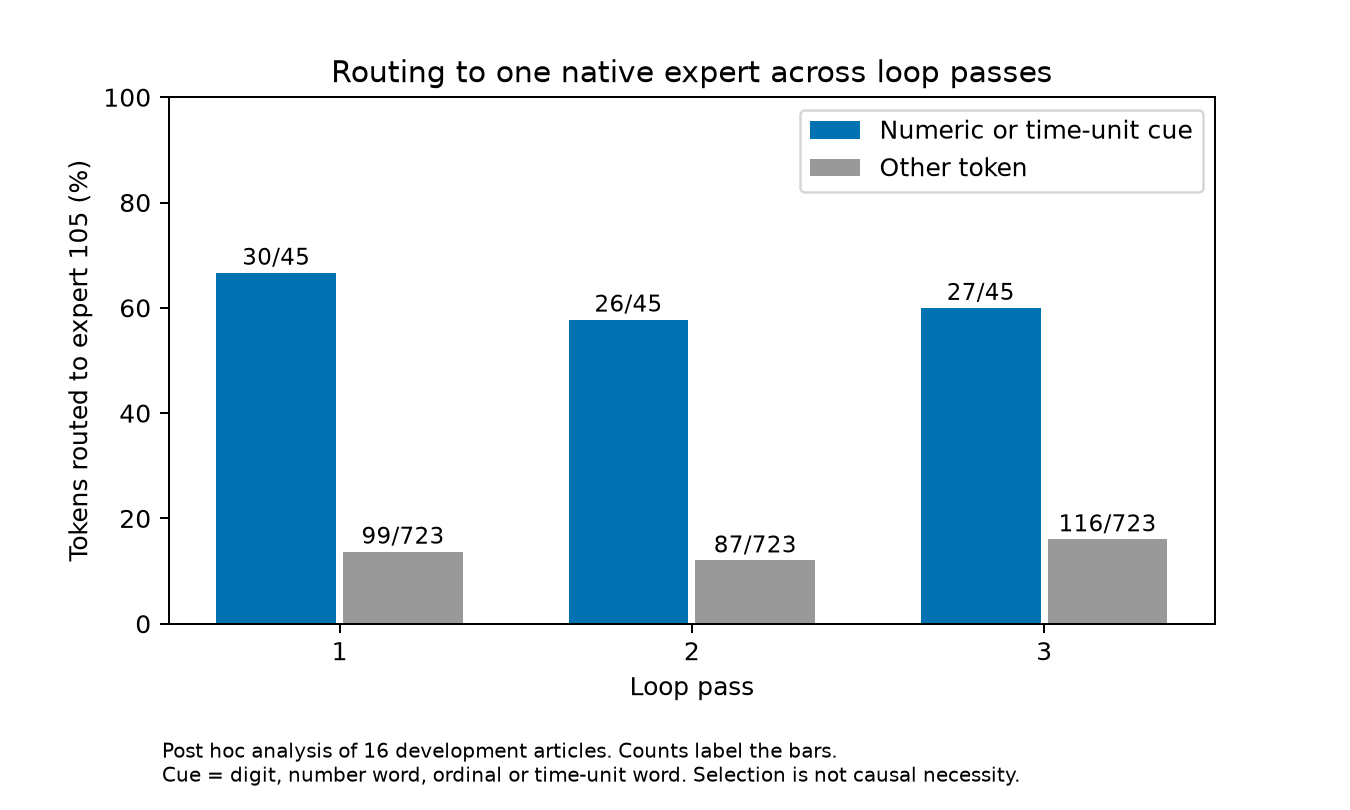 Routing to one native expert across loop passes
100
80
60
40
20
0
Tokens routed to expert 105 (%)
Numeric or time-unit cue
Other token
30/45
99/723
26/45
87/723
27/45
116/723
1
2
3
Loop pass
Post hoc analysis of 16 development articles. Counts label the bars.
Cue = digit, number word, ordinal or time-unit word. Selection is not causal necessity.